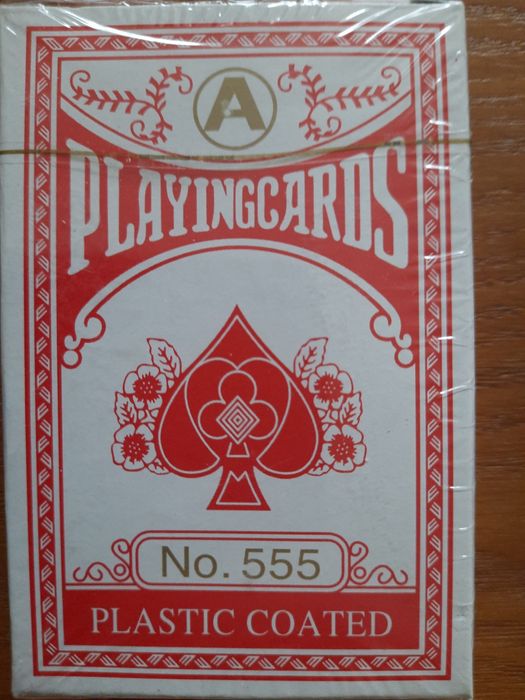 A
PLAYINGCARDS
No. 555
PLASTIC COATED